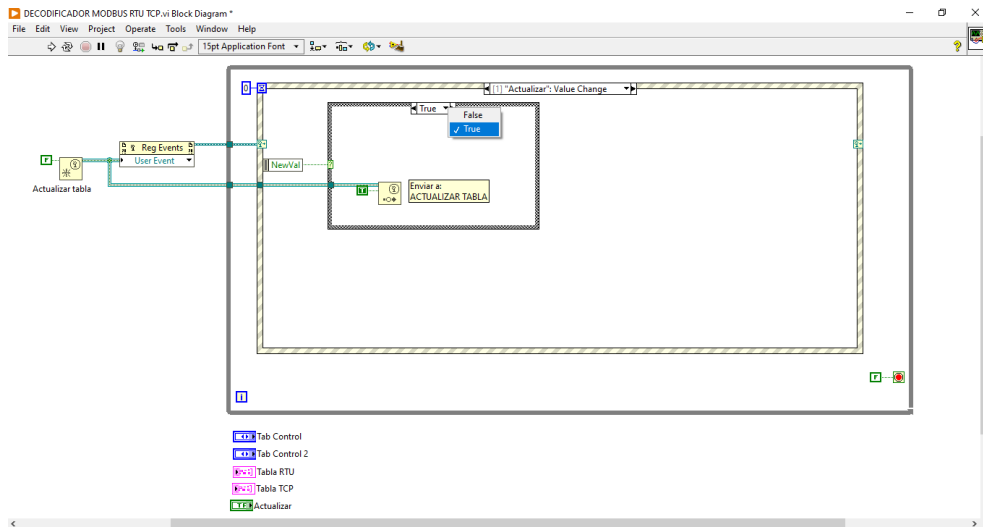 DECODIFICADOR MODBUS RTU TCP.vi Block Diagram *
File Edit View Project Operate Tools Window Help
15pt Application Font
0
[1] "Actualizar": Value Change
True
False
True
Reg Events
User Event
NewVal
F
Actualizar tabla
T
Enviar a:
ACTUALIZAR TABLA
F
i
Tab Control
Tab Control 2
Tabla RTU
Tabla TCP
TF Actualizar